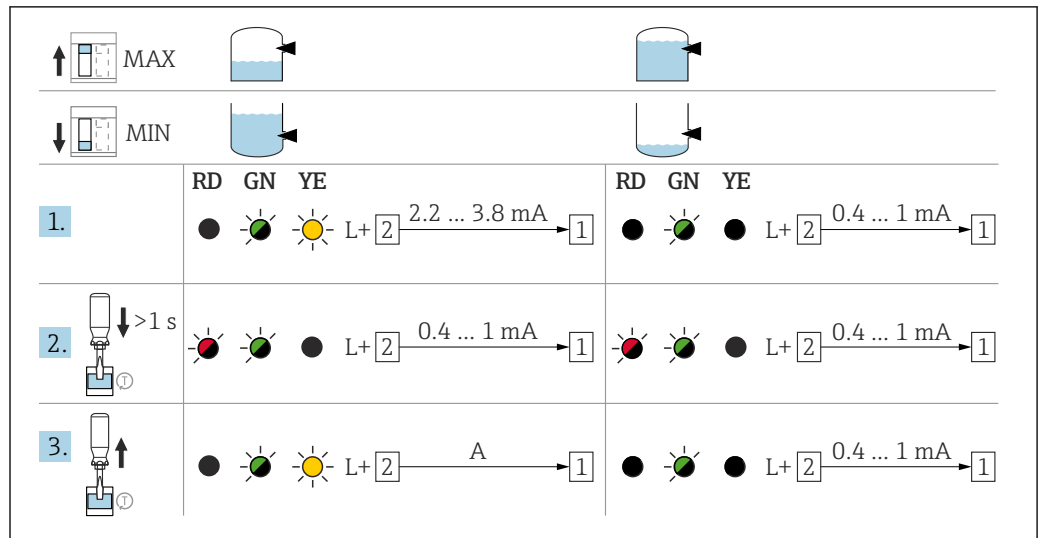 MAX
MIN
RD GN YE RD GN YE
1. L+ 2 2.2 ... 3.8 mA 1 L+ 2 0.4 ... 1 mA 1
2. >1 s T L+ 2 0.4 ... 1 mA 1 L+ 2 0.4 ... 1 mA 1
3. T L+ 2 A 1 L+ 2 0.4 ... 1 mA 1